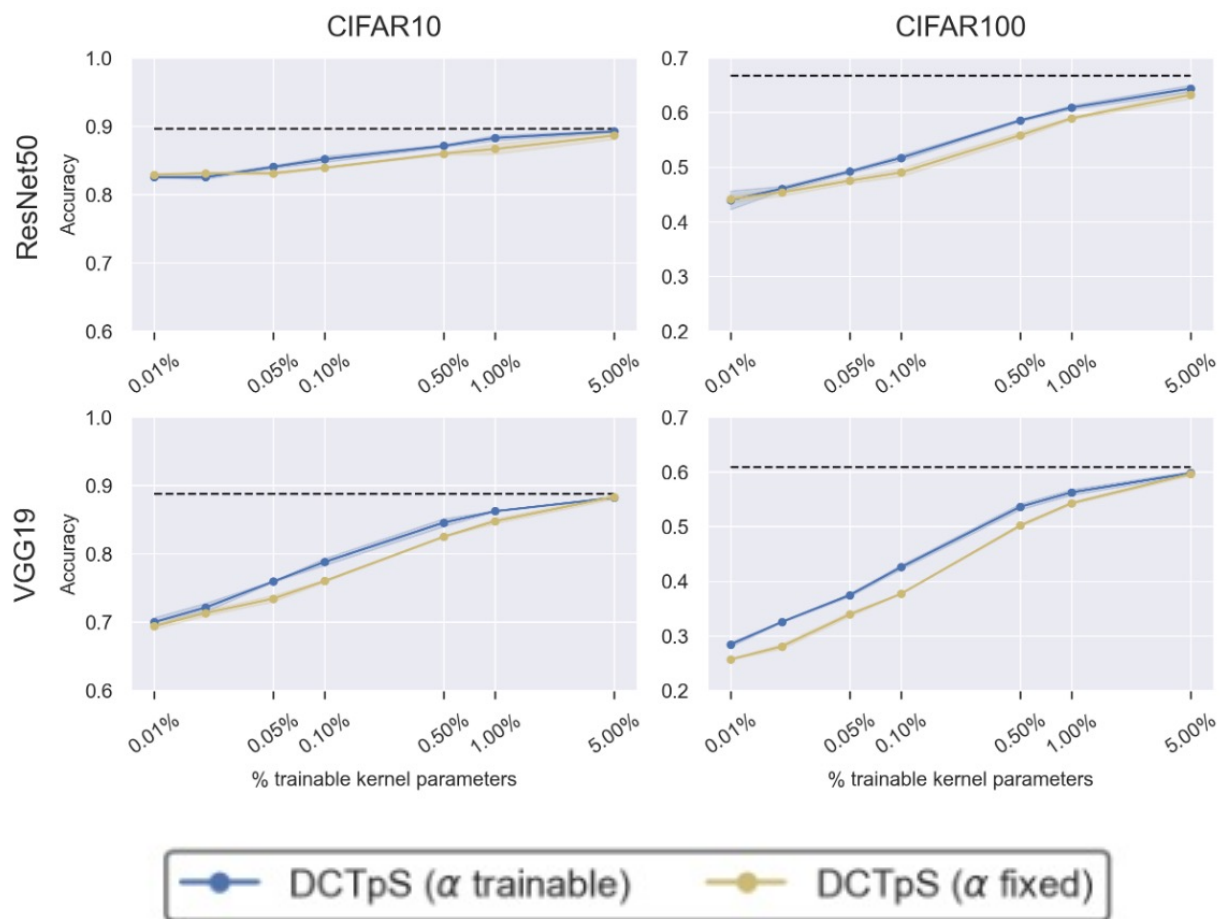 CIFAR10 CIFAR100
1.0
0.9
0.8
0.7
0.6
ResNet50
Accuracy
0.7
0.6
0.5
0.4
0.3
0.2
0.01% 0.05% 0.10% 0.50% 1.00% 5.00%
0.01% 0.05% 0.10% 0.50% 1.00% 5.00%
1.0
0.9
0.8
0.7
0.6
VGG19
Accuracy
0.7
0.6
0.5
0.4
0.3
0.2
0.01% 0.05% 0.10% 0.50% 1.00% 5.00%
0.01% 0.05% 0.10% 0.50% 1.00% 5.00%
% trainable kernel parameters % trainable kernel parameters
DCTpS (α trainable) DCTpS (α fixed)